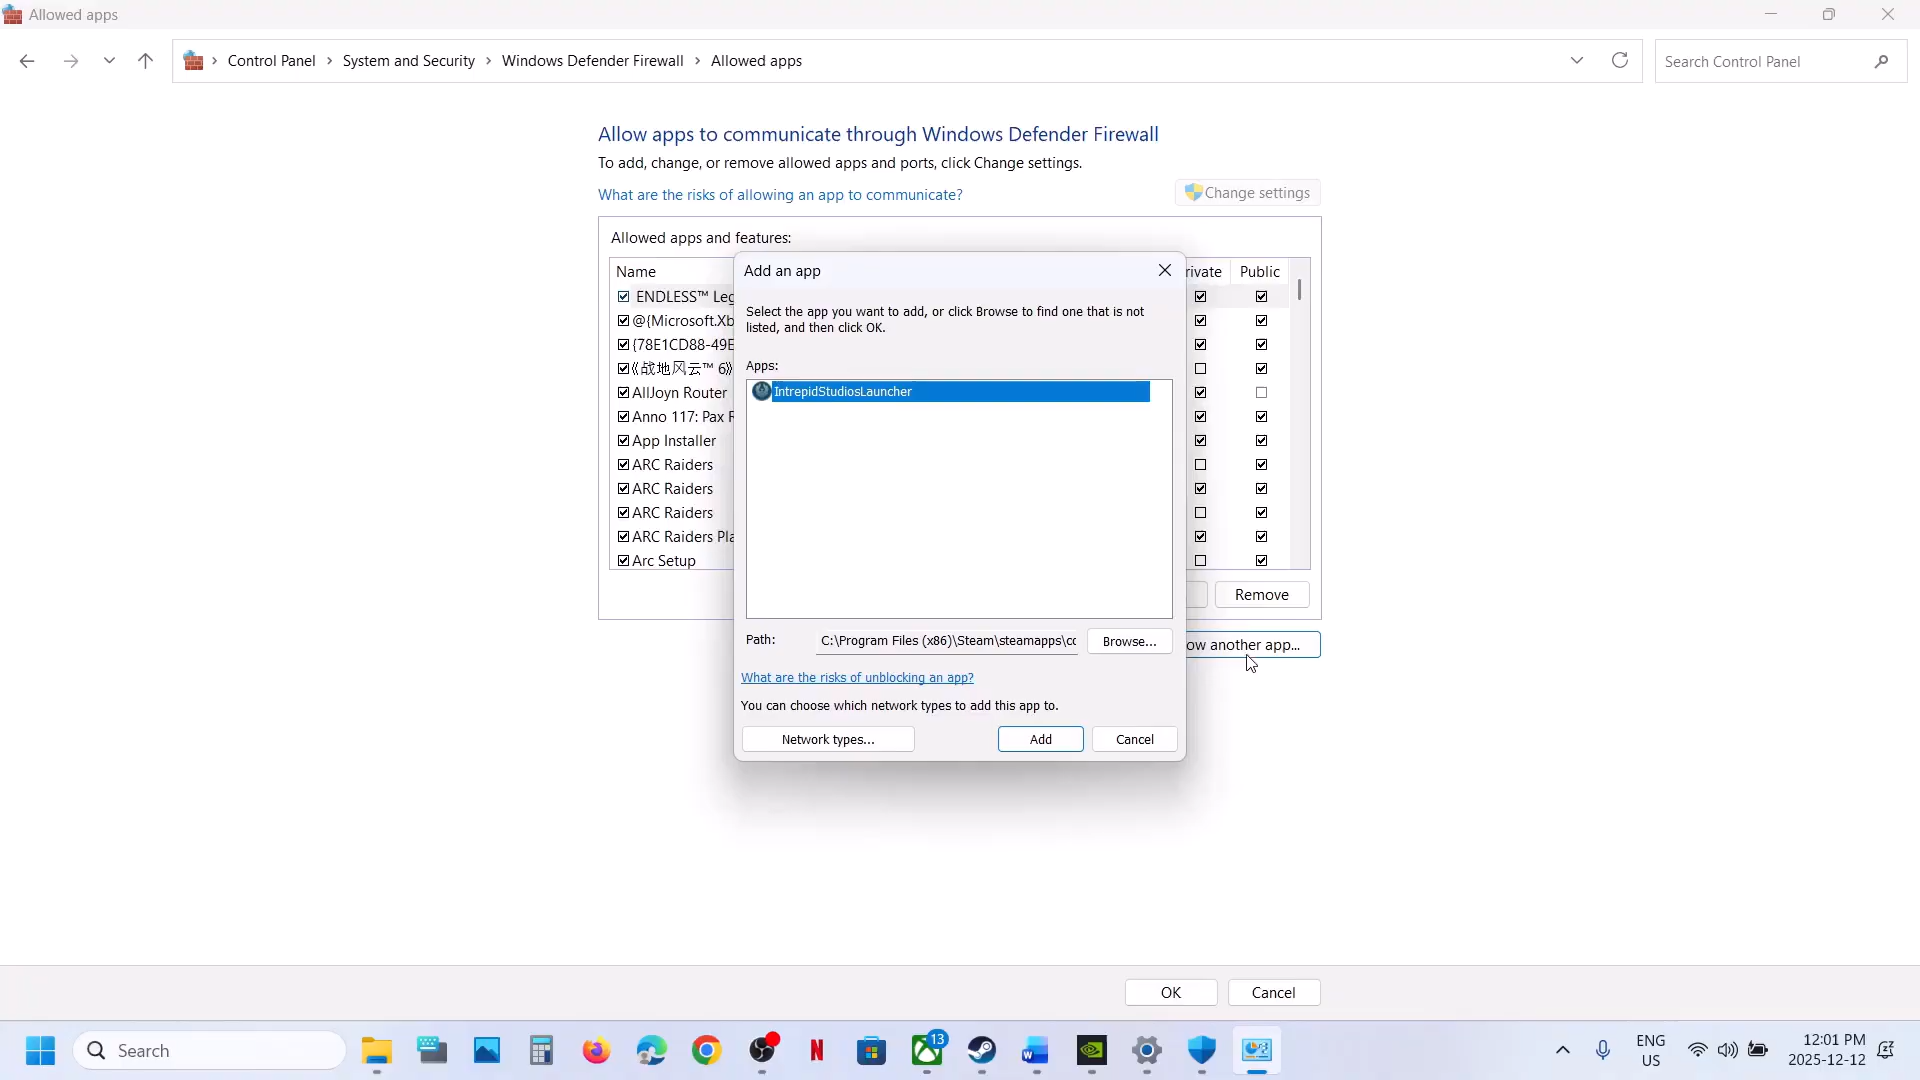 Allowed apps
Control Panel › System and Security › Windows Defender Firewall › Allowed apps
Search Control Panel
Allow apps to communicate through Windows Defender Firewall
To add, change, or remove allowed apps and ports, click Change settings.
What are the risks of allowing an app to communicate?
Change settings
Allowed apps and features:
Name
rivate
Public
ENDLESS™ Leg
@{Microsoft.Xb
{78E1CD88-49E
《战地风云™ 6》
AllJoyn Router
Anno 117: Pax R
App Installer
ARC Raiders
ARC Raiders
ARC Raiders
ARC Raiders Pla
Arc Setup
Remove
ow another app...
Add an app
Select the app you want to add, or click Browse to find one that is not
listed, and then click OK.
Apps:
IntrepidStudiosLauncher
Path:
C:\Program Files (x86)\Steam\steamapps\co
Browse...
What are the risks of unblocking an app?
You can choose which network types to add this app to.
Network types...
Add
Cancel
OK
Cancel
Search
13
ENG
US
12:01 PM
2025-12-12